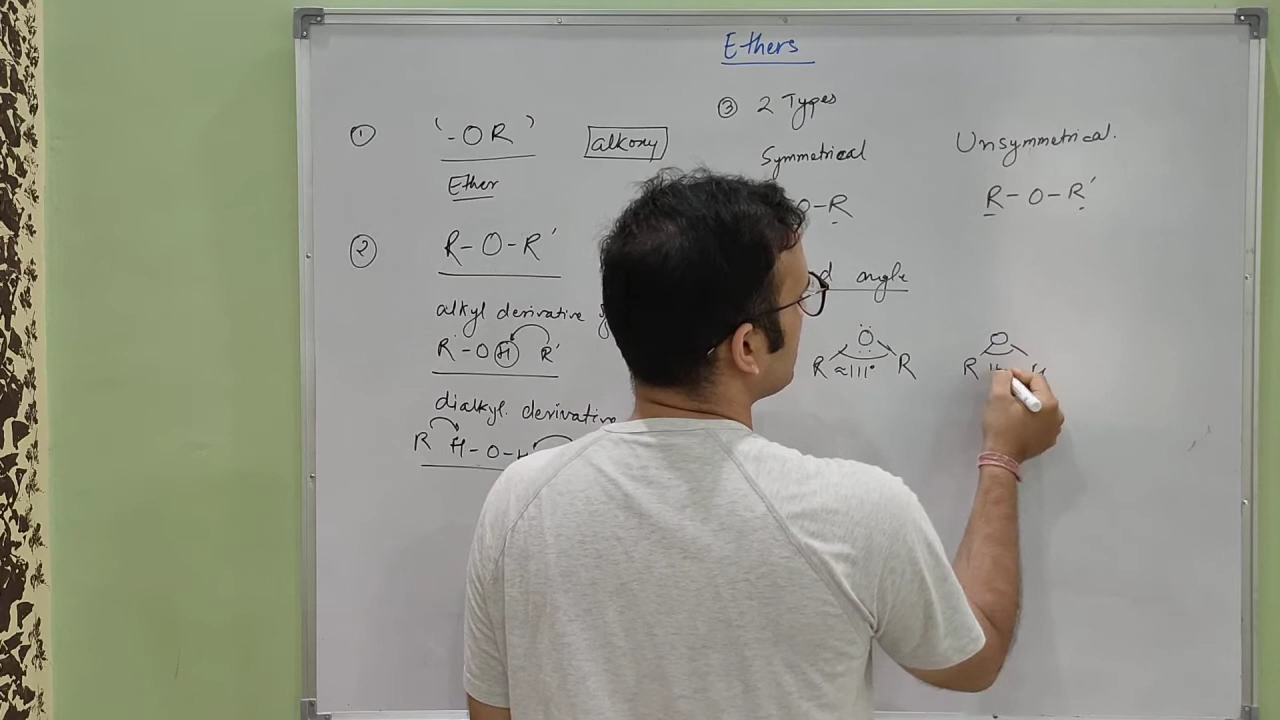 Ethers
① '-OR' alkoxy
Ether
② R-O-R'
alkyl derivative
R-OH R'
dialkyl. derivative
R H-O-
③ 2 Types
Symmetrical Unsymmetrical.
O-R R-O-R'
angle
O O
R ≈111° R R